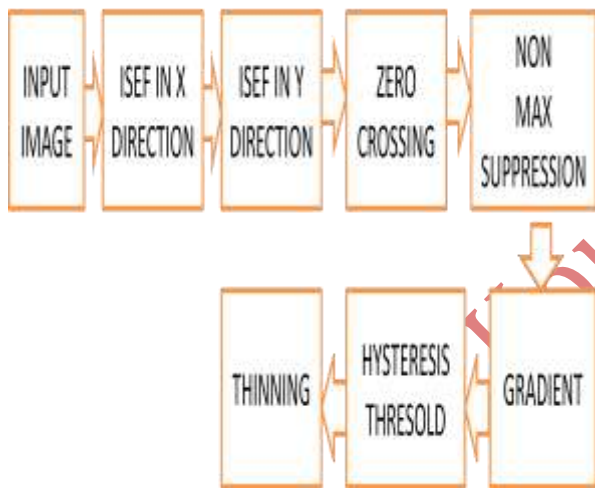 INPUT
IMAGE
ISEF IN X
DIRECTION
ISEF IN Y
DIRECTION
ZERO
CROSSING
NON
MAX
SUPPRESSION
GRADIENT
HYSTERESIS
THRESOLD
THINNING